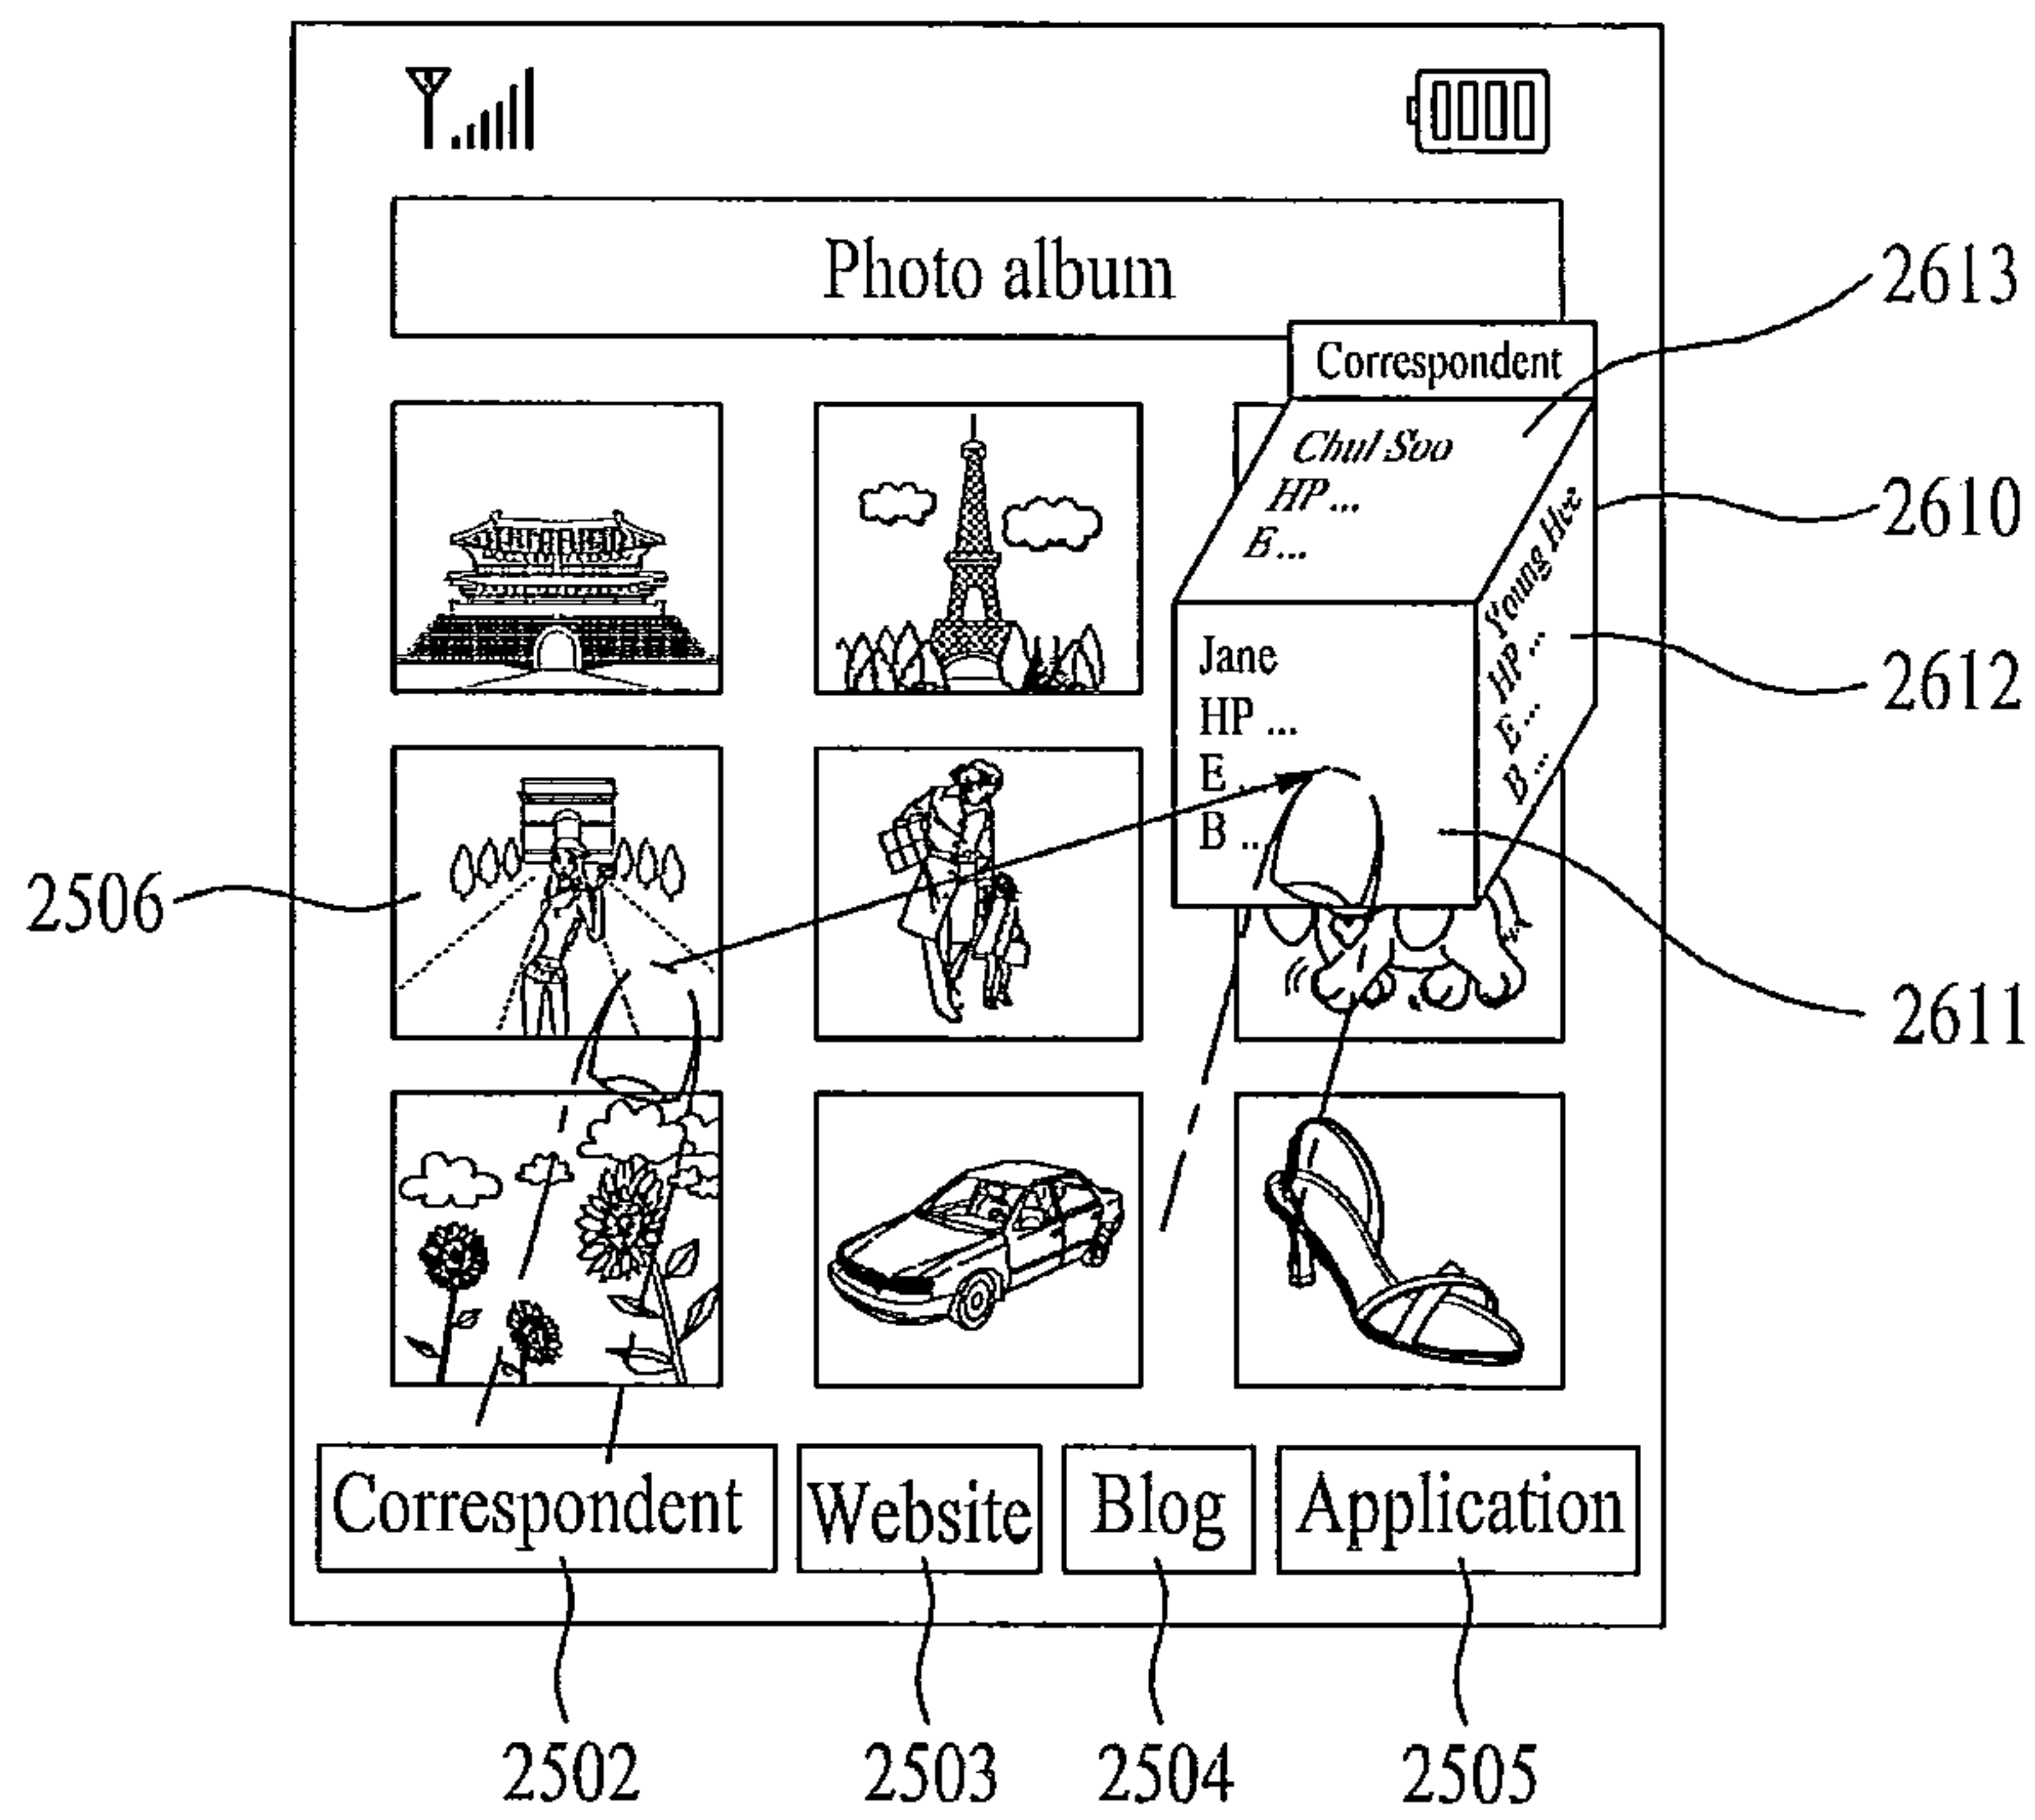 Photo album
2613
Correspondent
Chul Soo
HP ...
E ...
2610
Young Hee
HP ...
E ...
B ...
2612
Jane
HP ...
E ..
B ..
2506
2611
Correspondent
Website
Blog
Application
2502
2503
2504
2505